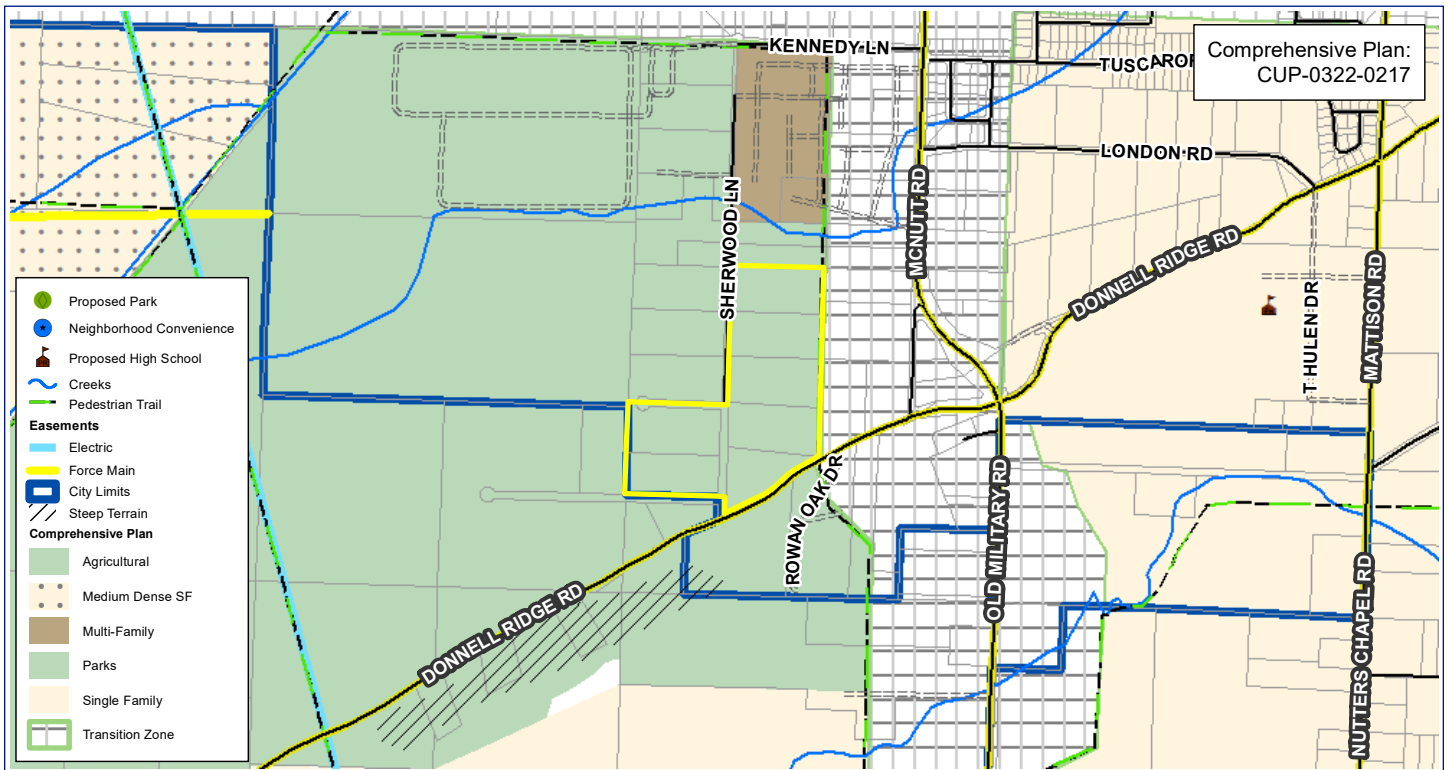 KENNEDY LN
TUSCAROR
Comprehensive Plan:
CUP-0322-0217
LONDON RD
SHERWOOD LN
MCNUTT RD
DONNELL RIDGE RD
T HULEN DR
MATTISON RD
Proposed Park
Neighborhood Convenience
Proposed High School
Creeks
Pedestrian Trail
Easements
Electric
Force Main
City Limits
Steep Terrain
Comprehensive Plan
Agricultural
Medium Dense SF
Multi-Family
Parks
Single Family
Transition Zone
ROWAN OAK DR
OLD MILITARY RD
DONNELL RIDGE RD
NUTTERS CHAPEL RD